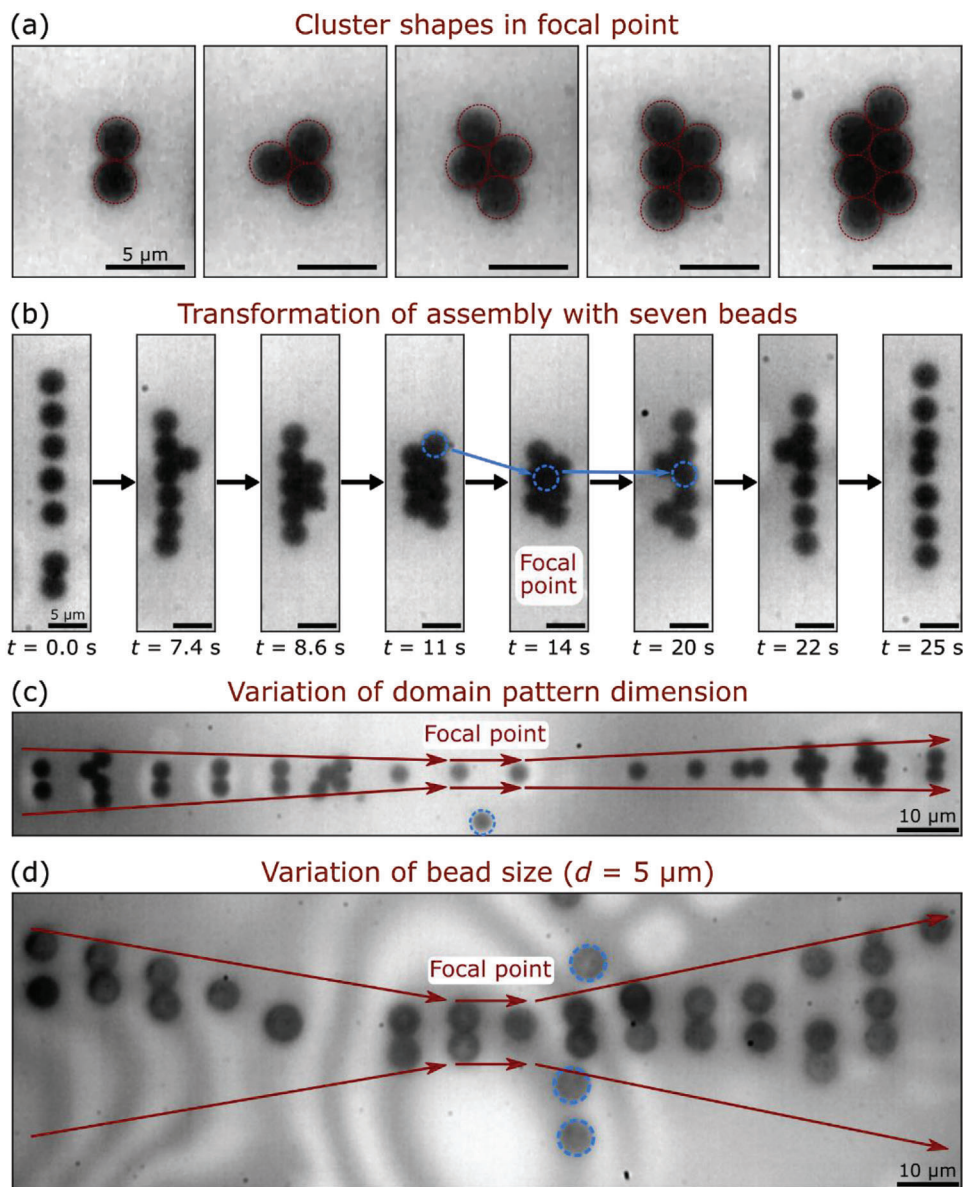 (a) Cluster shapes in focal point
5 µm
(b) Transformation of assembly with seven beads
Focal
point
5 µm
t = 0.0 s t = 7.4 s t = 8.6 s t = 11 s t = 14 s t = 20 s t = 22 s t = 25 s
(c) Variation of domain pattern dimension
Focal point
10 µm
(d) Variation of bead size (d = 5 µm)
Focal point
10 µm